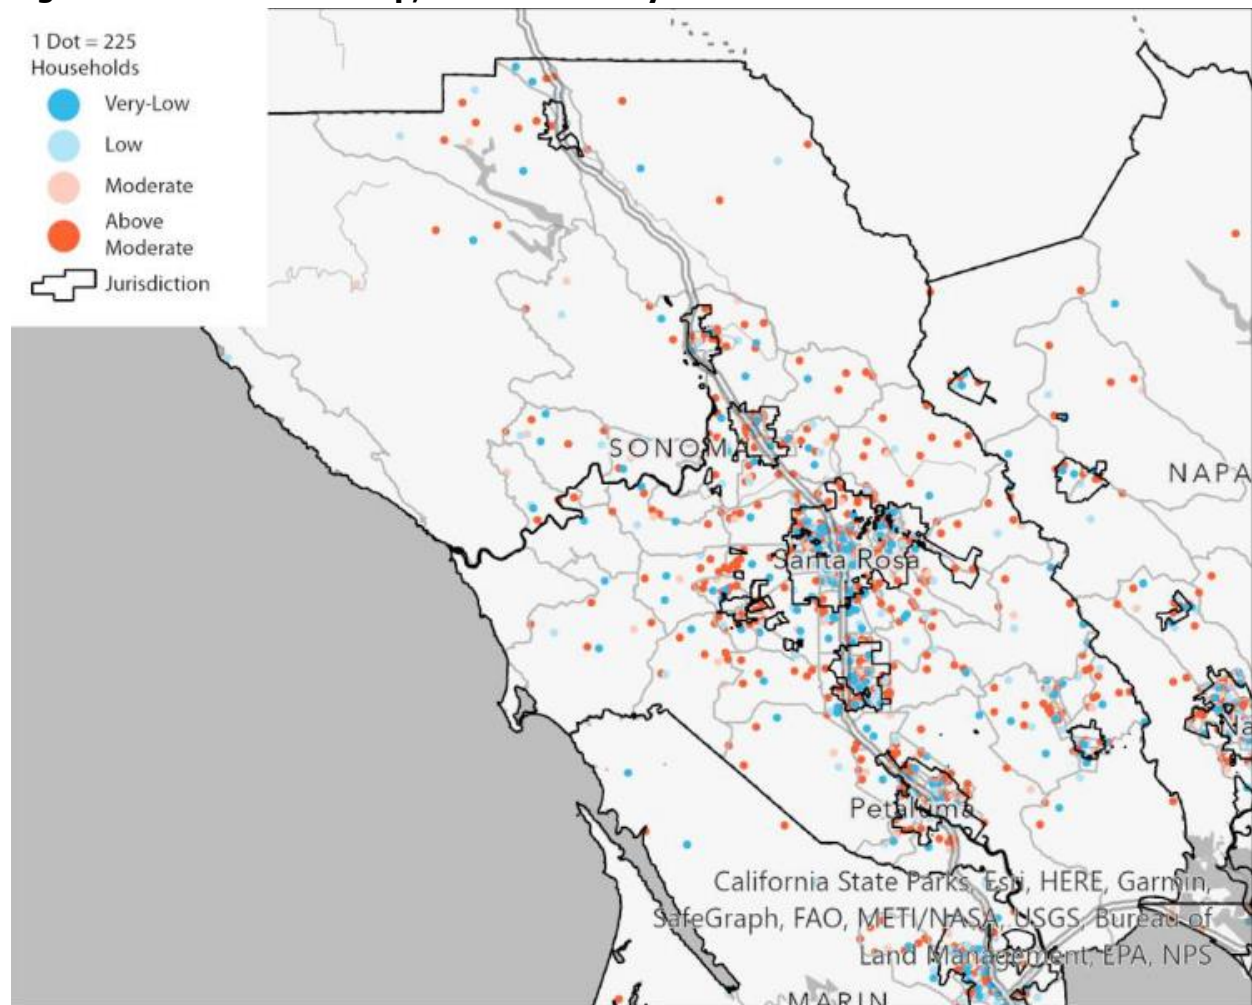 1 Dot = 225
Households
Very-Low
Low
Moderate
Above
Moderate
Jurisdiction
SONOMA
NAPA
Santa Rosa
Na
Petaluma
California State Parks, Esri, HERE, Garmin,
SafeGraph, FAO, METI/NASA, USGS, Bureau of
Land Management, EPA, NPS
MARIN